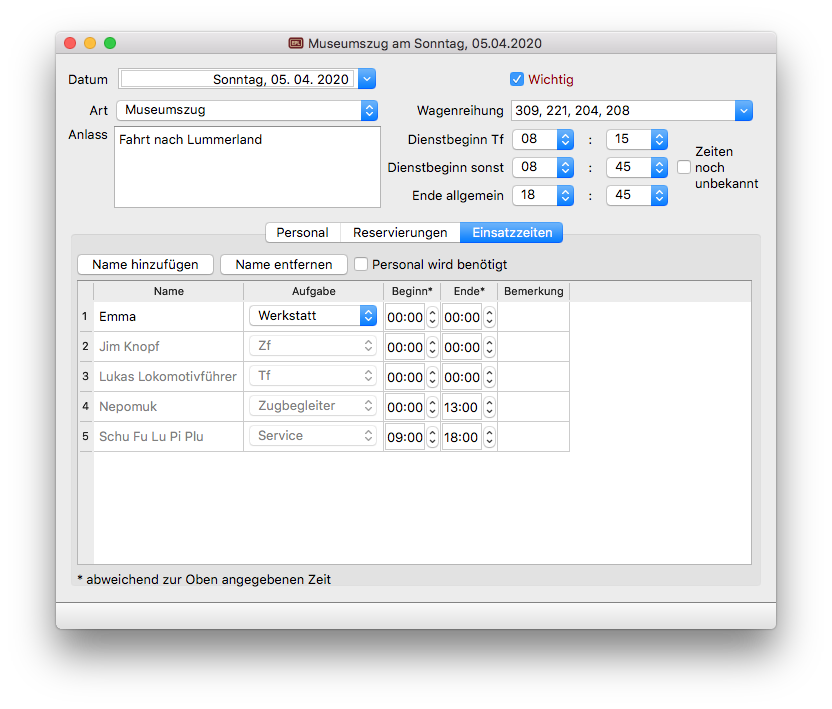 Museumszug am Sonntag, 05.04.2020
Datum Sonntag, 05. 04. 2020 Wichtig
Art Museumszug Wagenreihung 309, 221, 204, 208
Anlass Fahrt nach Lummerland
Dienstbeginn Tf 08 : 15
Dienstbeginn sonst 08 : 45
Ende allgemein 18 : 45
Zeiten
noch
unbekannt
Personal Reservierungen Einsatzzeiten
Name hinzufügen Name entfernen Personal wird benötigt
Name Aufgabe Beginn* Ende* Bemerkung
1 Emma Werkstatt 00:00 00:00
2 Jim Knopf Zf 00:00 00:00
3 Lukas Lokomotivführer Tf 00:00 00:00
4 Nepomuk Zugbegleiter 00:00 13:00
5 Schu Fu Lu Pi Plu Service 09:00 18:00
* abweichend zur Oben angegebenen Zeit